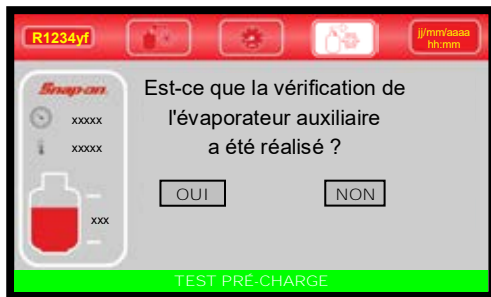 R1234yf
jj/mm/aaaa
hh:mm
Snap-on
xxxxx
xxxxx
xxx
Est-ce que la vérification de
l'évaporateur auxiliaire
a été réalisé ?
OUI
NON
TEST PRÉ-CHARGE